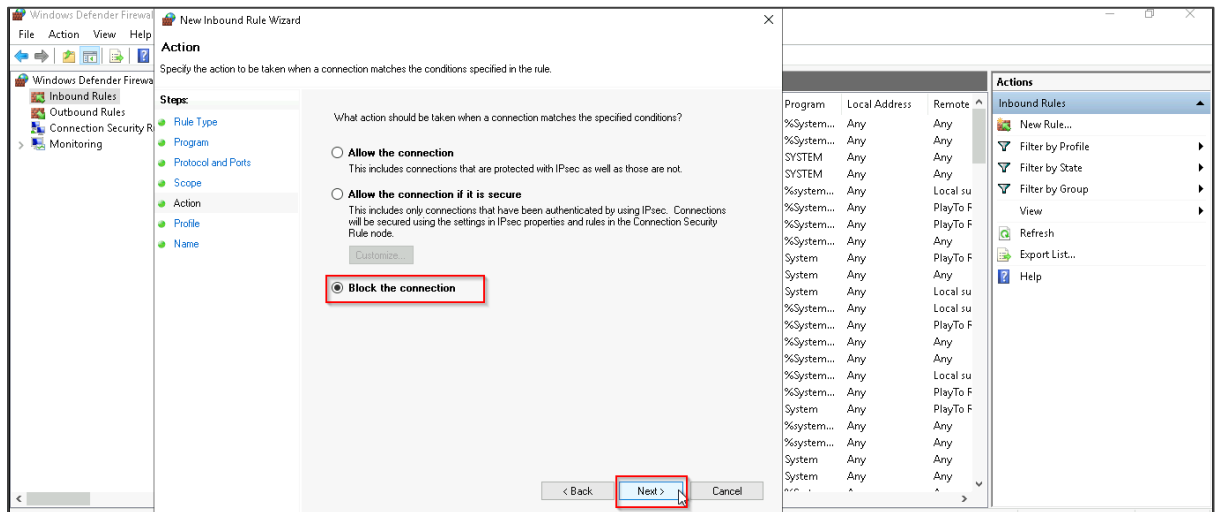 Windows Defender Firewal
File Action View Help
Windows Defender Firewa
Inbound Rules
Outbound Rules
Connection Security R
Monitoring
New Inbound Rule Wizard
Action
Specify the action to be taken when a connection matches the conditions specified in the rule.
Steps:
Rule Type
Program
Protocol and Ports
Scope
Action
Profile
Name
What action should be taken when a connection matches the specified conditions?
Allow the connection
This includes connections that are protected with IPsec as well as those are not.
Allow the connection if it is secure
This includes only connections that have been authenticated by using IPsec. Connections
will be secured using the settings in IPsec properties and rules in the Connection Security
Rule node.
Customize...
Block the connection
< Back Next > Cancel
Program Local Address Remote
%System... Any Any
%System... Any Any
SYSTEM Any Any
SYSTEM Any Any
%system... Any Local su
%System... Any PlayTo R
%System... Any PlayTo R
%System... Any Any
System Any PlayTo R
System Any Any
System Any Local su
%System... Any Local su
%System... Any PlayTo R
%System... Any Any
%System... Any Any
%System... Any Local su
%System... Any PlayTo R
System Any PlayTo R
%system... Any Any
%system... Any Any
System Any Any
System Any Any
Actions
Inbound Rules
New Rule...
Filter by Profile
Filter by State
Filter by Group
View
Refresh
Export List...
Help